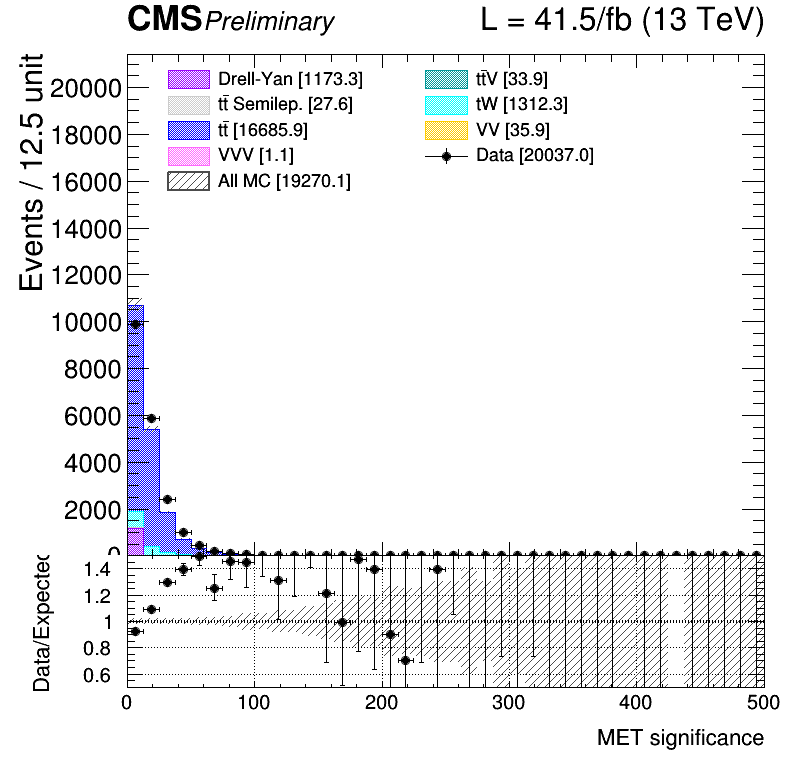 CMS Preliminary L = 41.5/fb (13 TeV)
Drell-Yan [1173.3]
tt̄ Semilep. [27.6]
tt̄ [16685.9]
VVV [1.1]
All MC [19270.1]
tt̄V [33.9]
tW [1312.3]
VV [35.9]
Data [20037.0]
Events / 12.5 unit
20000
18000
16000
14000
12000
10000
8000
6000
4000
2000
0
Data/Expected
1.4
1.2
1
0.8
0.6
0 100 200 300 400 500
MET significance